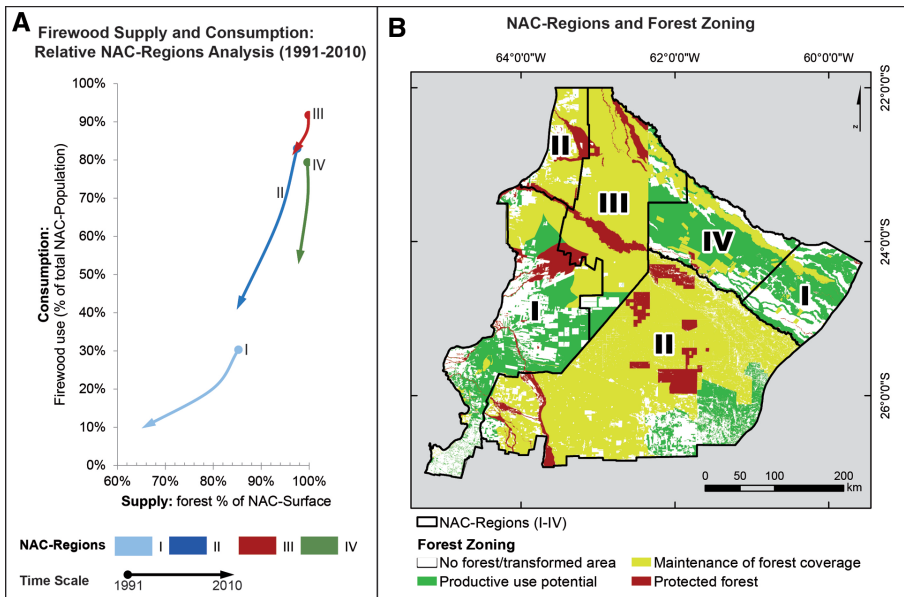 A
Firewood Supply and Consumption:
Relative NAC-Regions Analysis (1991-2010)
Consumption:
Firewood use (% of total NAC-Population)
100%
90%
80%
70%
60%
50%
40%
30%
20%
10%
0%
III
IV
II
I
60% 70% 80% 90% 100%
Supply: forest % of NAC-Surface
NAC-Regions I II III IV
Time Scale
1991 2010
B
NAC-Regions and Forest Zoning
64°0'0"W 62°0'0"W 60°0'0"W
22°0'0"S
24°0'0"S
26°0'0"S
z
II
III
IV
I
I
II
0 50 100 200
km
NAC-Regions (I-IV)
Forest Zoning
No forest/transformed area
Maintenance of forest coverage
Productive use potential
Protected forest